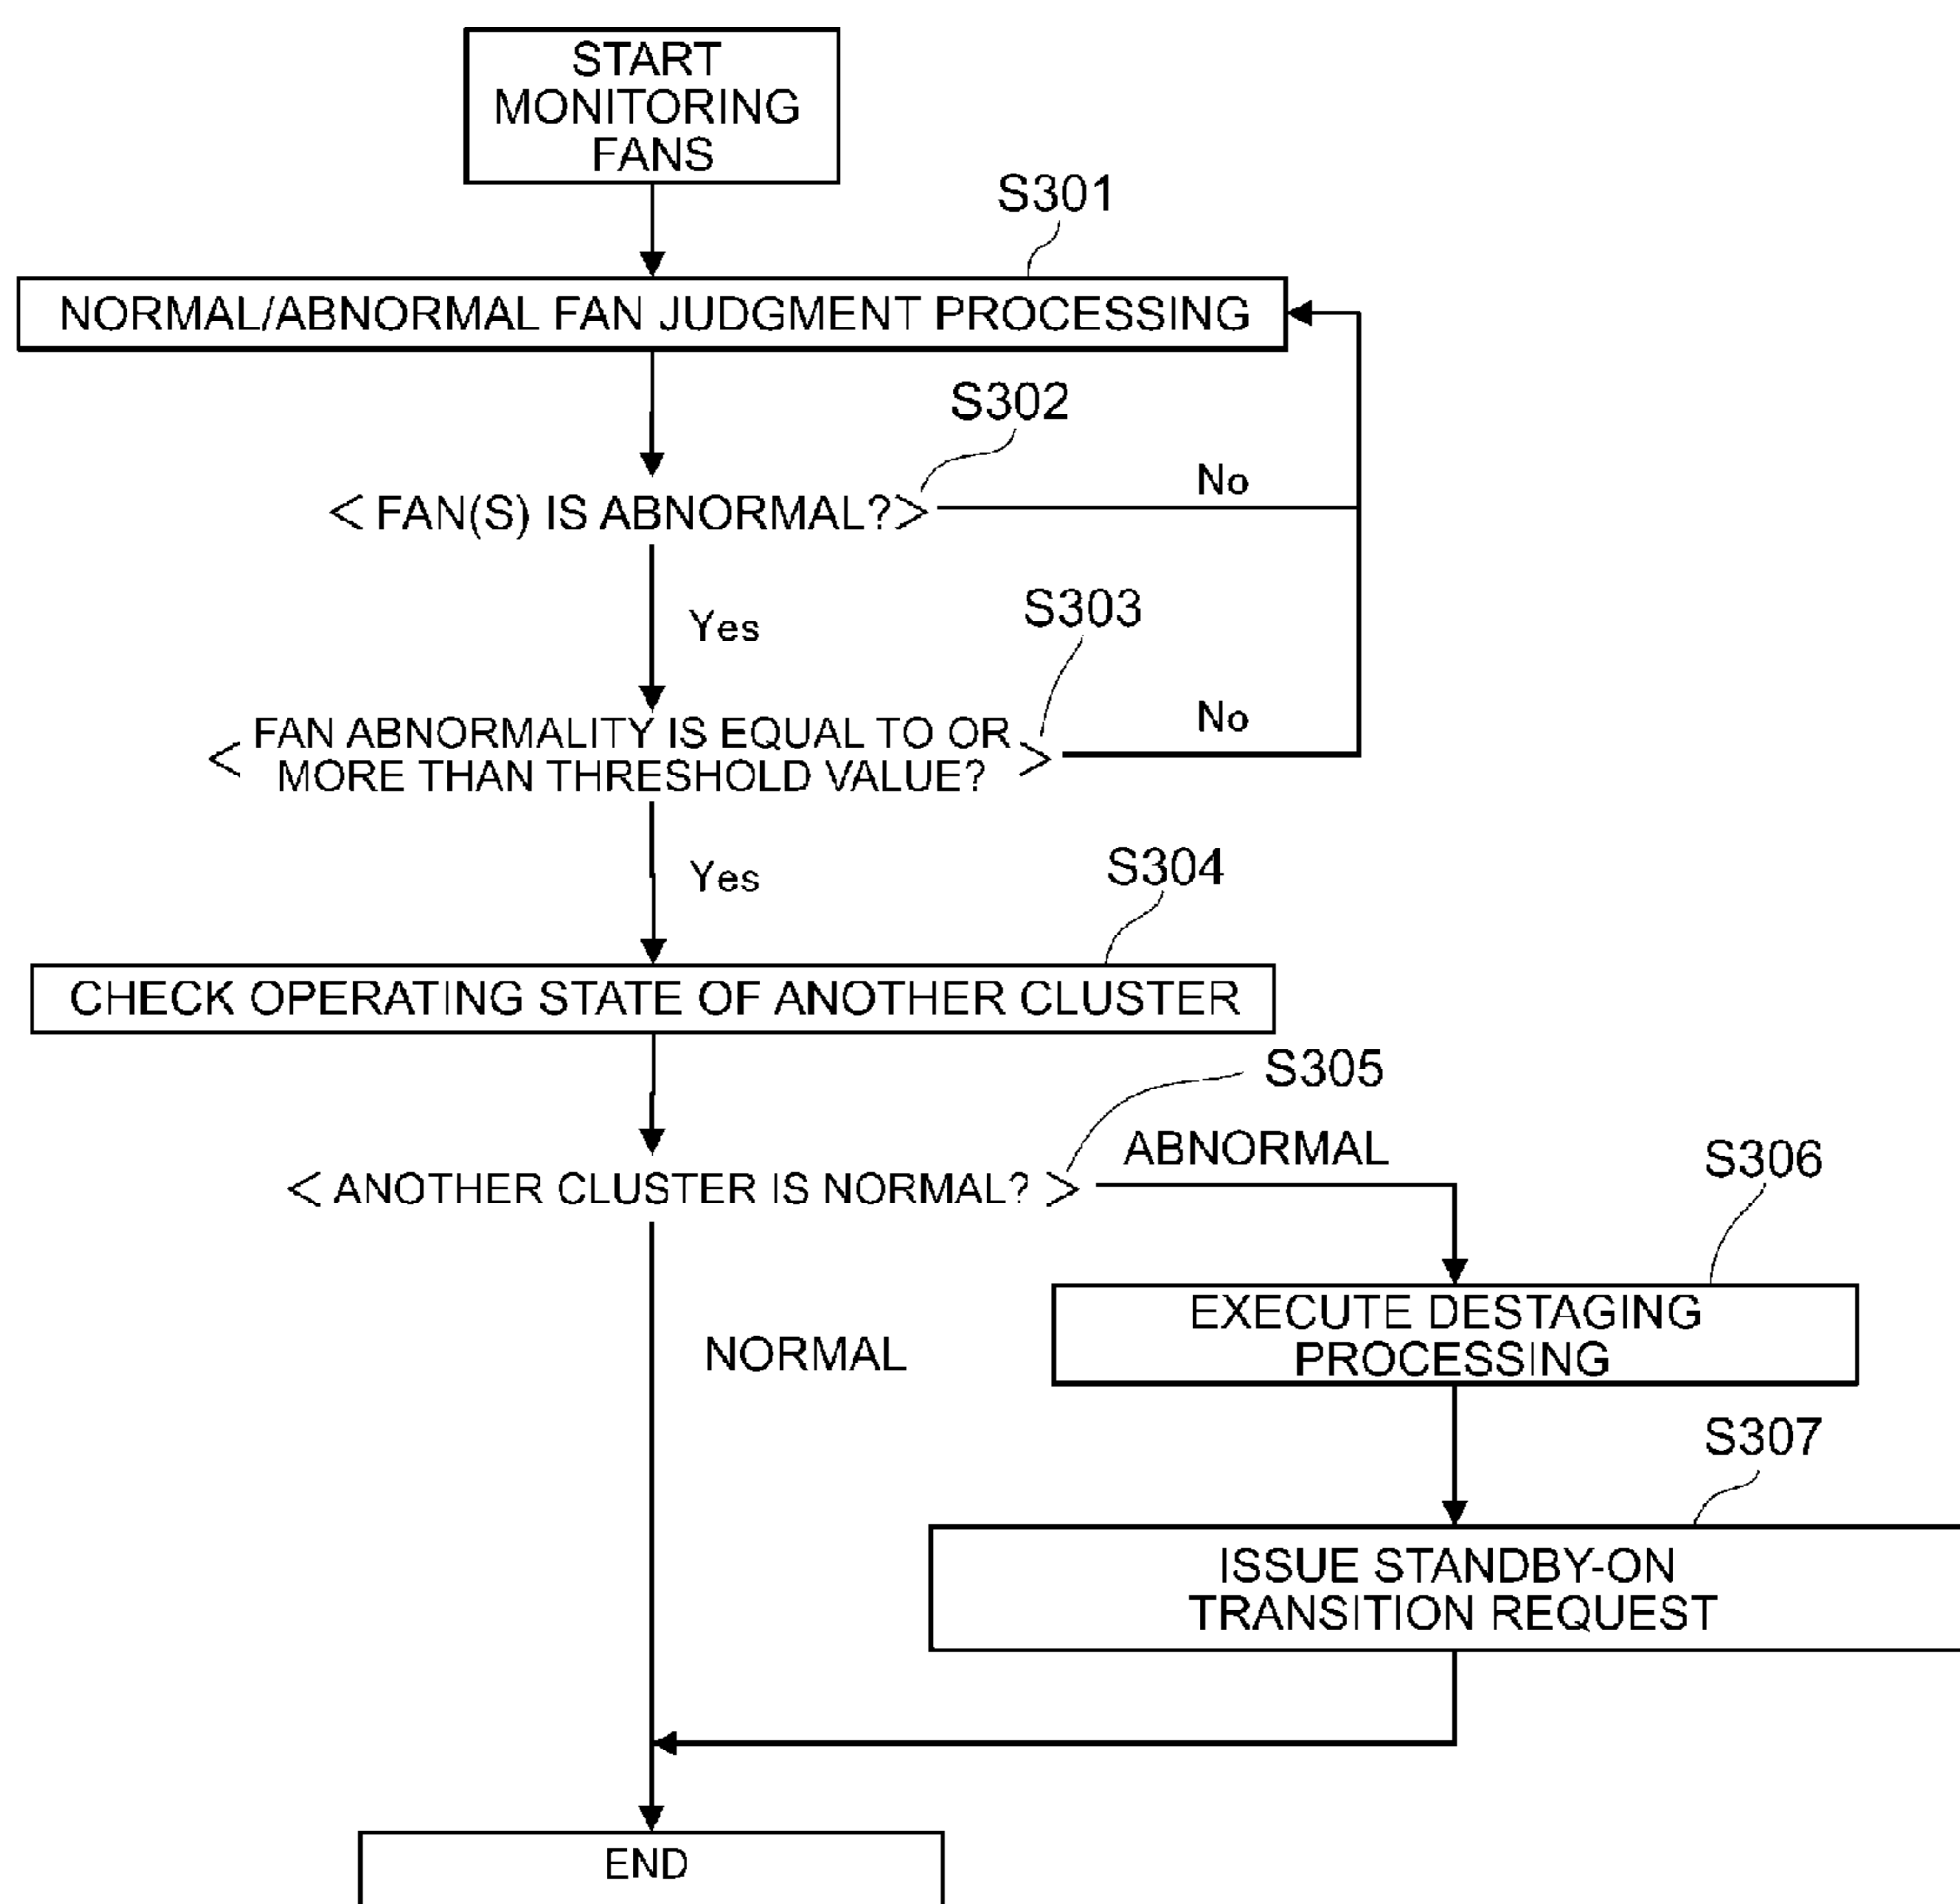 START
MONITORING
FANS
S301
NORMAL/ABNORMAL FAN JUDGMENT PROCESSING
S302
< FAN(S) IS ABNORMAL? >
No
Yes
S303
< FAN ABNORMALITY IS EQUAL TO OR
MORE THAN THRESHOLD VALUE? >
No
Yes
S304
CHECK OPERATING STATE OF ANOTHER CLUSTER
S305
< ANOTHER CLUSTER IS NORMAL? >
ABNORMAL
S306
EXECUTE DESTAGING
PROCESSING
NORMAL
S307
ISSUE STANDBY-ON
TRANSITION REQUEST
END